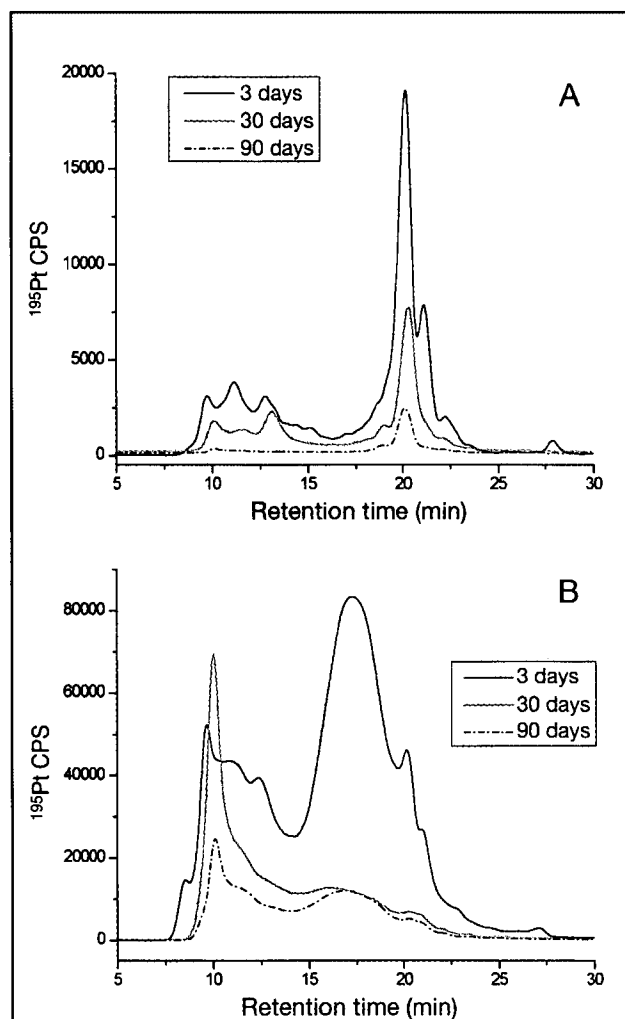 A
20000
15000
10000
5000
0
¹⁹⁵Pt CPS
3 days
30 days
90 days
5 10 15 20 25 30
Retention time (min)
B
80000
60000
40000
20000
0
¹⁹⁵Pt CPS
3 days
30 days
90 days
5 10 15 20 25 30
Retention time (min)